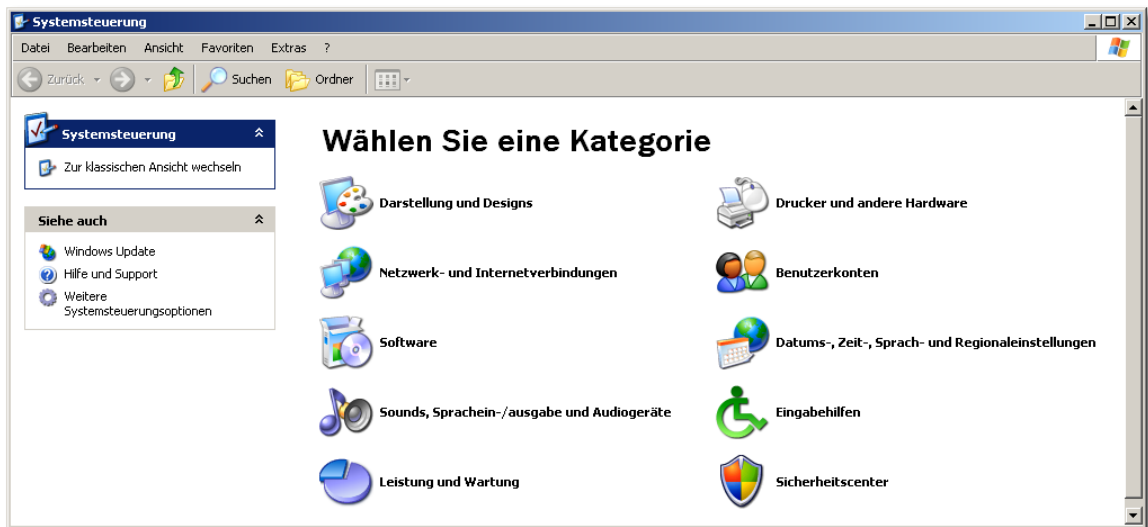 Systemsteuerung
Datei Bearbeiten Ansicht Favoriten Extras ?
Zurück Suchen Ordner
Systemsteuerung
Zur klassischen Ansicht wechseln
Siehe auch
Windows Update
Hilfe und Support
Weitere
Systemsteuerungsoptionen
Wählen Sie eine Kategorie
Darstellung und Designs
Drucker und andere Hardware
Netzwerk- und Internetverbindungen
Benutzerkonten
Software
Datums-, Zeit-, Sprach- und Regionaleinstellungen
Sounds, Sprachein-/ausgabe und Audiogeräte
Eingabehilfen
Leistung und Wartung
Sicherheitscenter